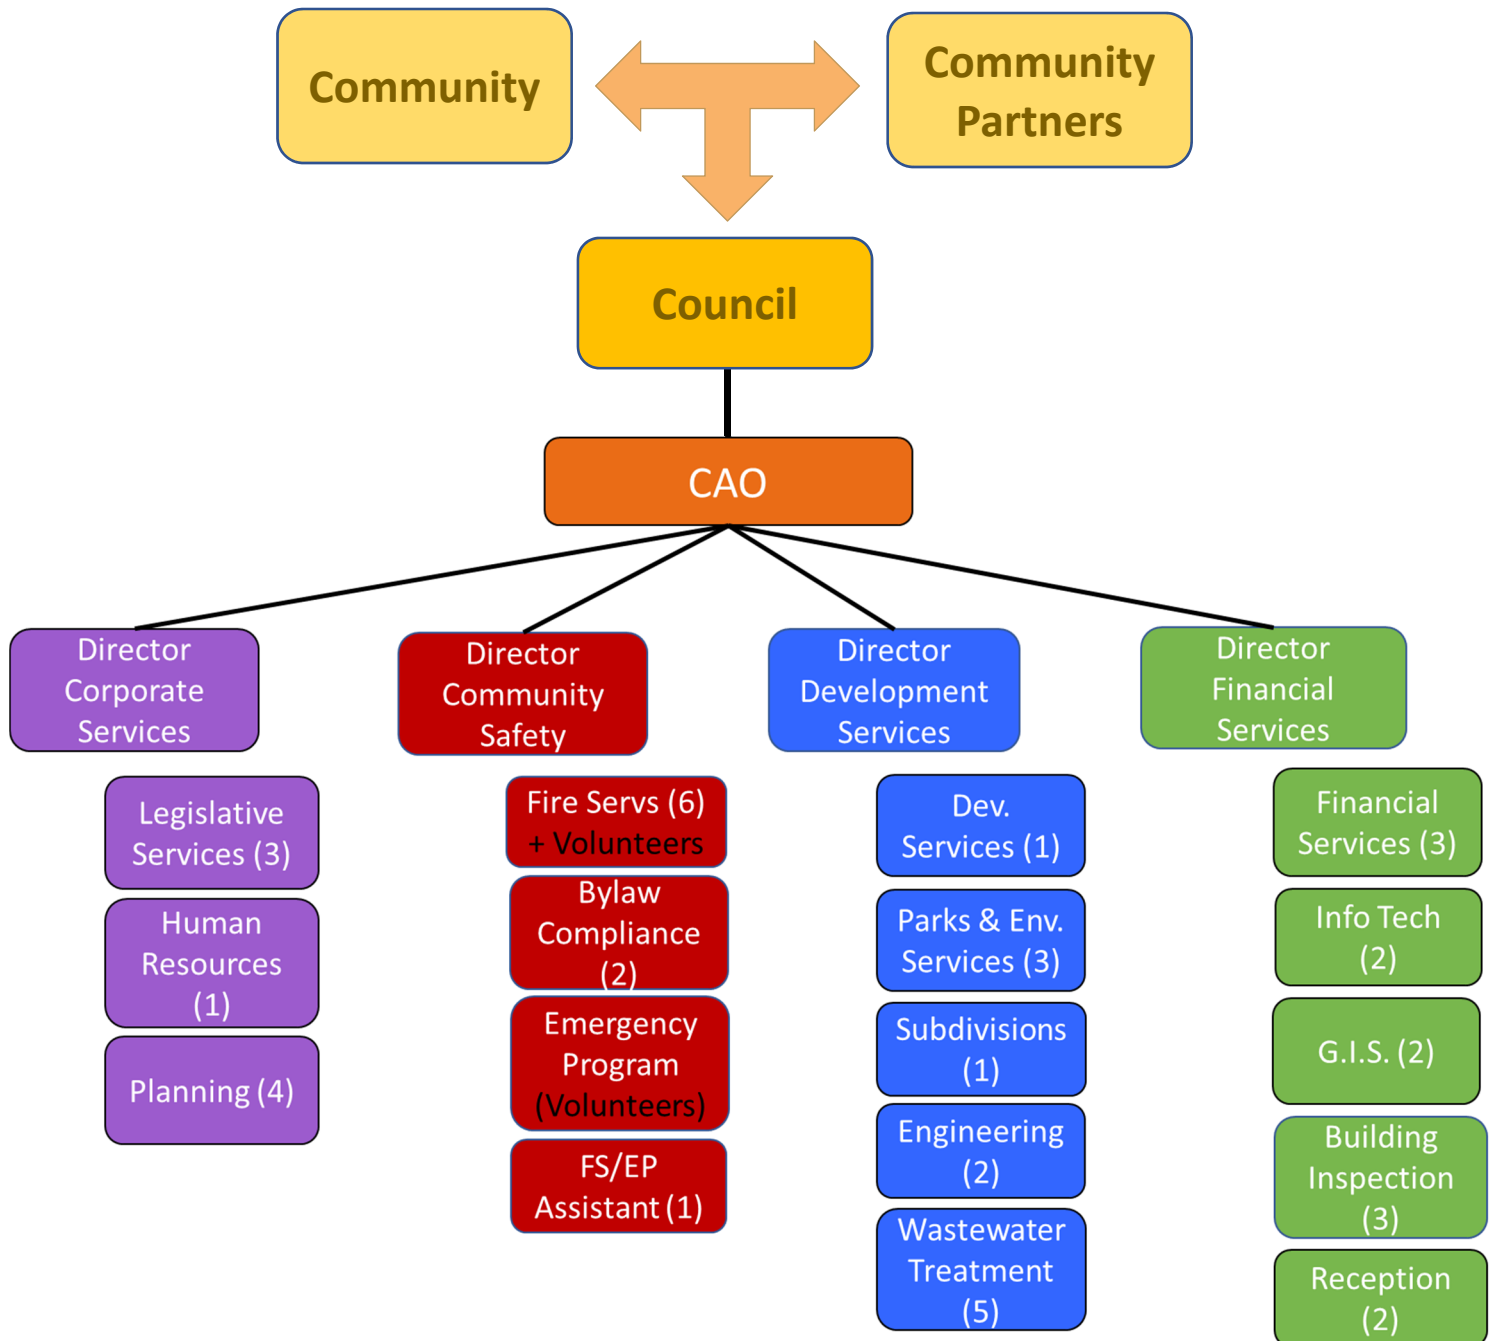 Community
Community
Partners
Council
CAO
Director
Corporate
Services
Legislative
Services (3)
Human
Resources
(1)
Planning (4)
Director
Community
Safety
Fire Servs (6)
+ Volunteers
Bylaw
Compliance
(2)
Emergency
Program
(Volunteers)
FS/EP
Assistant (1)
Director
Development
Services
Dev.
Services (1)
Parks & Env.
Services (3)
Subdivisions
(1)
Engineering
(2)
Wastewater
Treatment
(5)
Director
Financial
Services
Financial
Services (3)
Info Tech
(2)
G.I.S. (2)
Building
Inspection
(3)
Reception
(2)